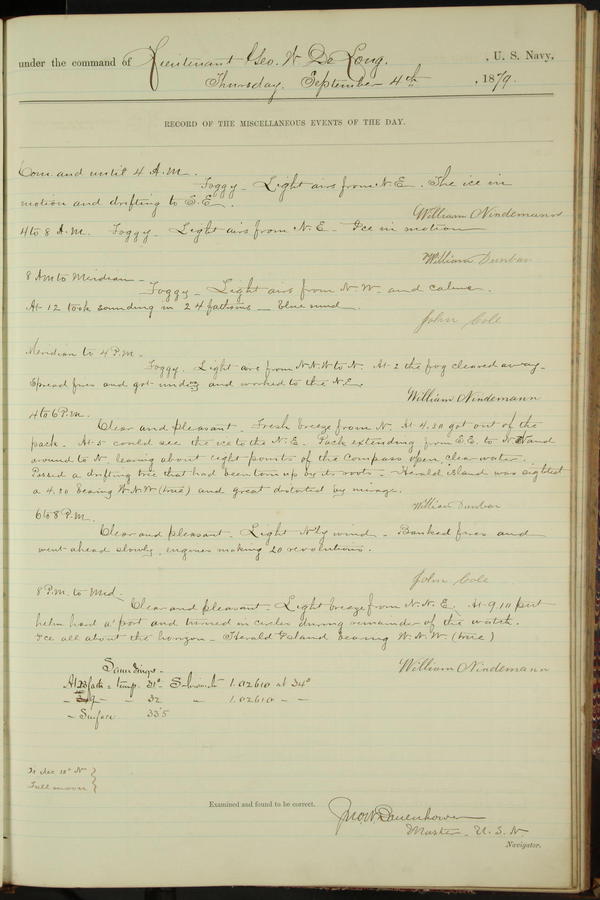 under the command of Lieutenant Geo. W. De Long, , U. S. Navy,
Thursday, September 4th , 1879.
RECORD OF THE MISCELLANEOUS EVENTS OF THE DAY.
Com. and until 4 A.M.
Foggy - Light airs from N.E. The ice in
motion and drifting to S.E.
William Nindemann
4 to 8 A.M. Foggy - Light airs from N.E - Ice in motion
William Dunbar
8 AM to Meridian -
Foggy - Light airs from N.W. and calms.
At 12 took sounding in 24 fathoms - blue mud.
John Cole
Meridian to 4 P.M. -
Foggy. Light airs from N.N.W to N. At 2 the fog cleared away -
Spread fires and got under and worked to the N.E.
William Nindemann
4 to 6 P.M.
Clear and pleasant. Fresh breeze from N. At 4.30 got out of the
pack. At 5 could see the ice to the N.E. Pack extending from S.E. to N. and
around to N. leaving about eight points of the compass open, clear water.
Passed a drifting tree that had been torn up by its roots. Herald Island was sighted
a 4.30 bearing W.N.W (true) and great distorted by mirage.
William Dunbar
6 to 8 P.M.
Clear and pleasant. Light N'ly wind - Banked fires and
went ahead slowly, engines making 20 revolutions.
John Cole
8 P.M. to Mid.
Clear and pleasant - Light breeze from N.N.E. At 9.10 put
helm hard a' port and turned in circles during remainder of the watch.
Ice all about the horizon - Herald Island bearing W.N.W. (true)
William Nindemann
Soundings -
At 23 fath = temp. 31° 1.02610 at 34°
- - 32 " 1.02610 - -
- Surface 33.5
18° N
Full moon
Examined and found to be correct.
Jno. W. Danenhower
Master, U.S.N.
Navigator.